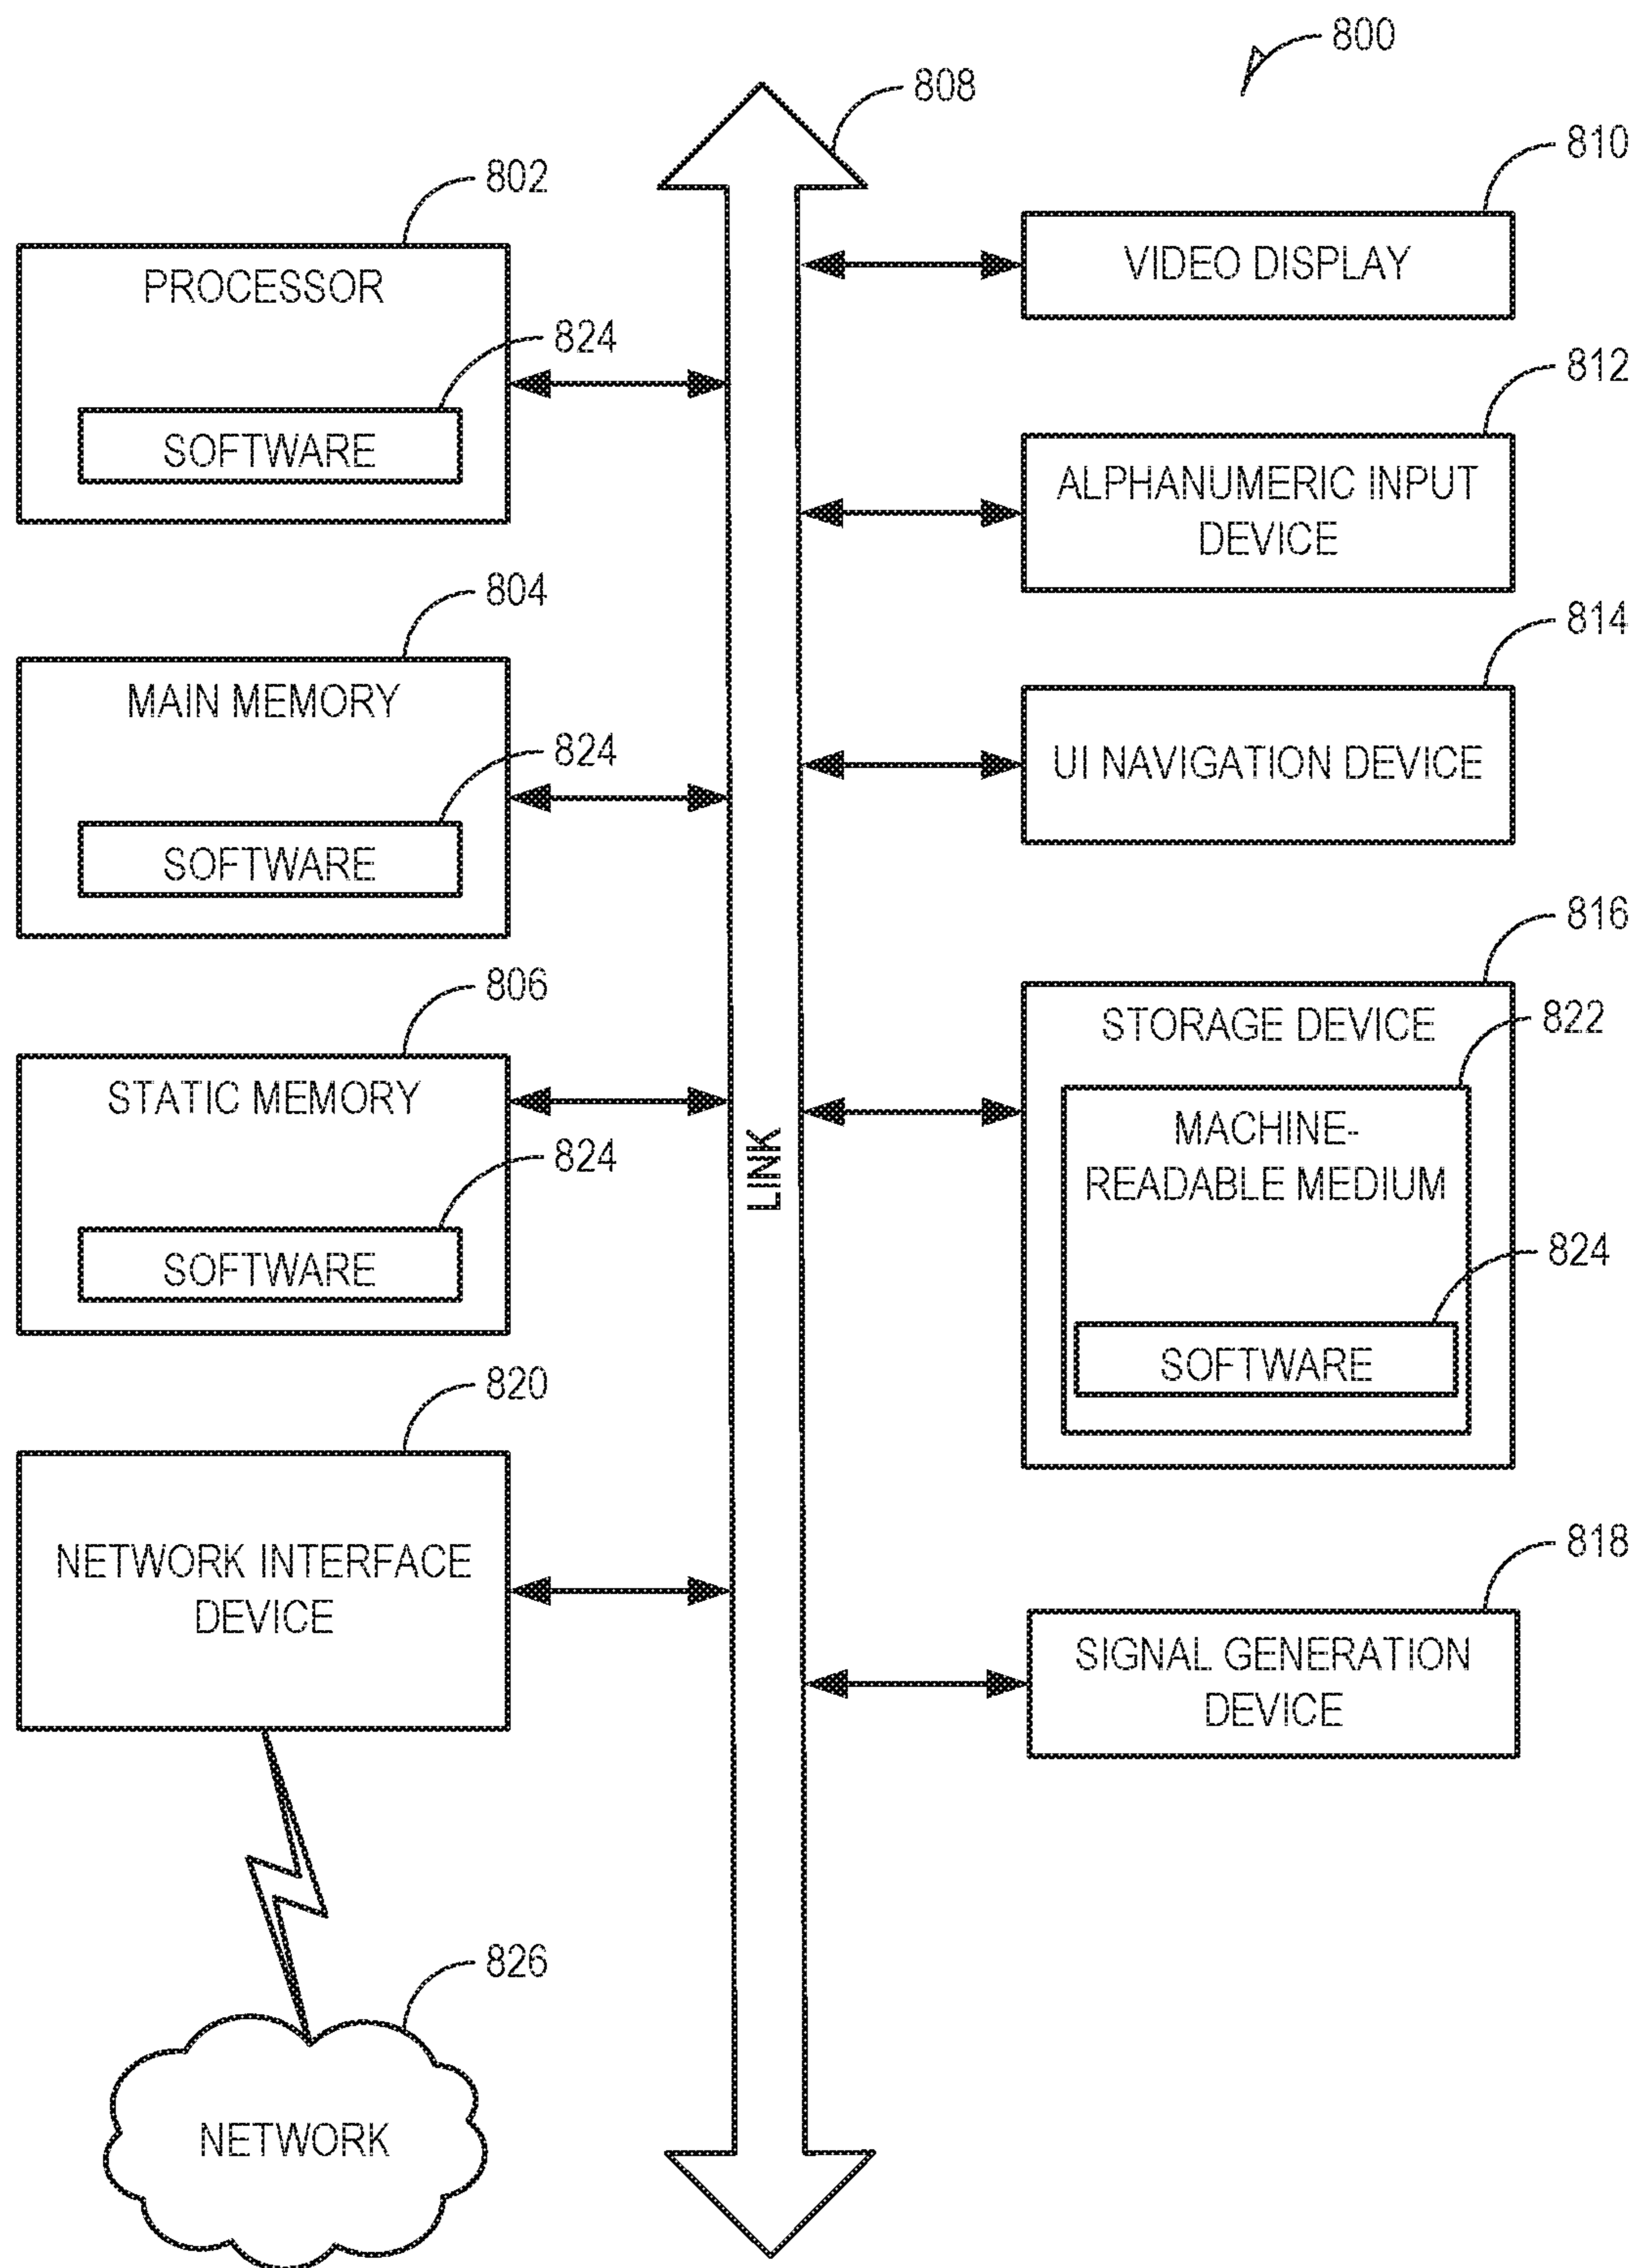 800
808
802
PROCESSOR
824
SOFTWARE
804
MAIN MEMORY
824
SOFTWARE
806
STATIC MEMORY
824
SOFTWARE
820
NETWORK INTERFACE
DEVICE
826
NETWORK
LINK
810
VIDEO DISPLAY
812
ALPHANUMERIC INPUT
DEVICE
814
UI NAVIGATION DEVICE
816
STORAGE DEVICE
822
MACHINE-
READABLE MEDIUM
824
SOFTWARE
818
SIGNAL GENERATION
DEVICE